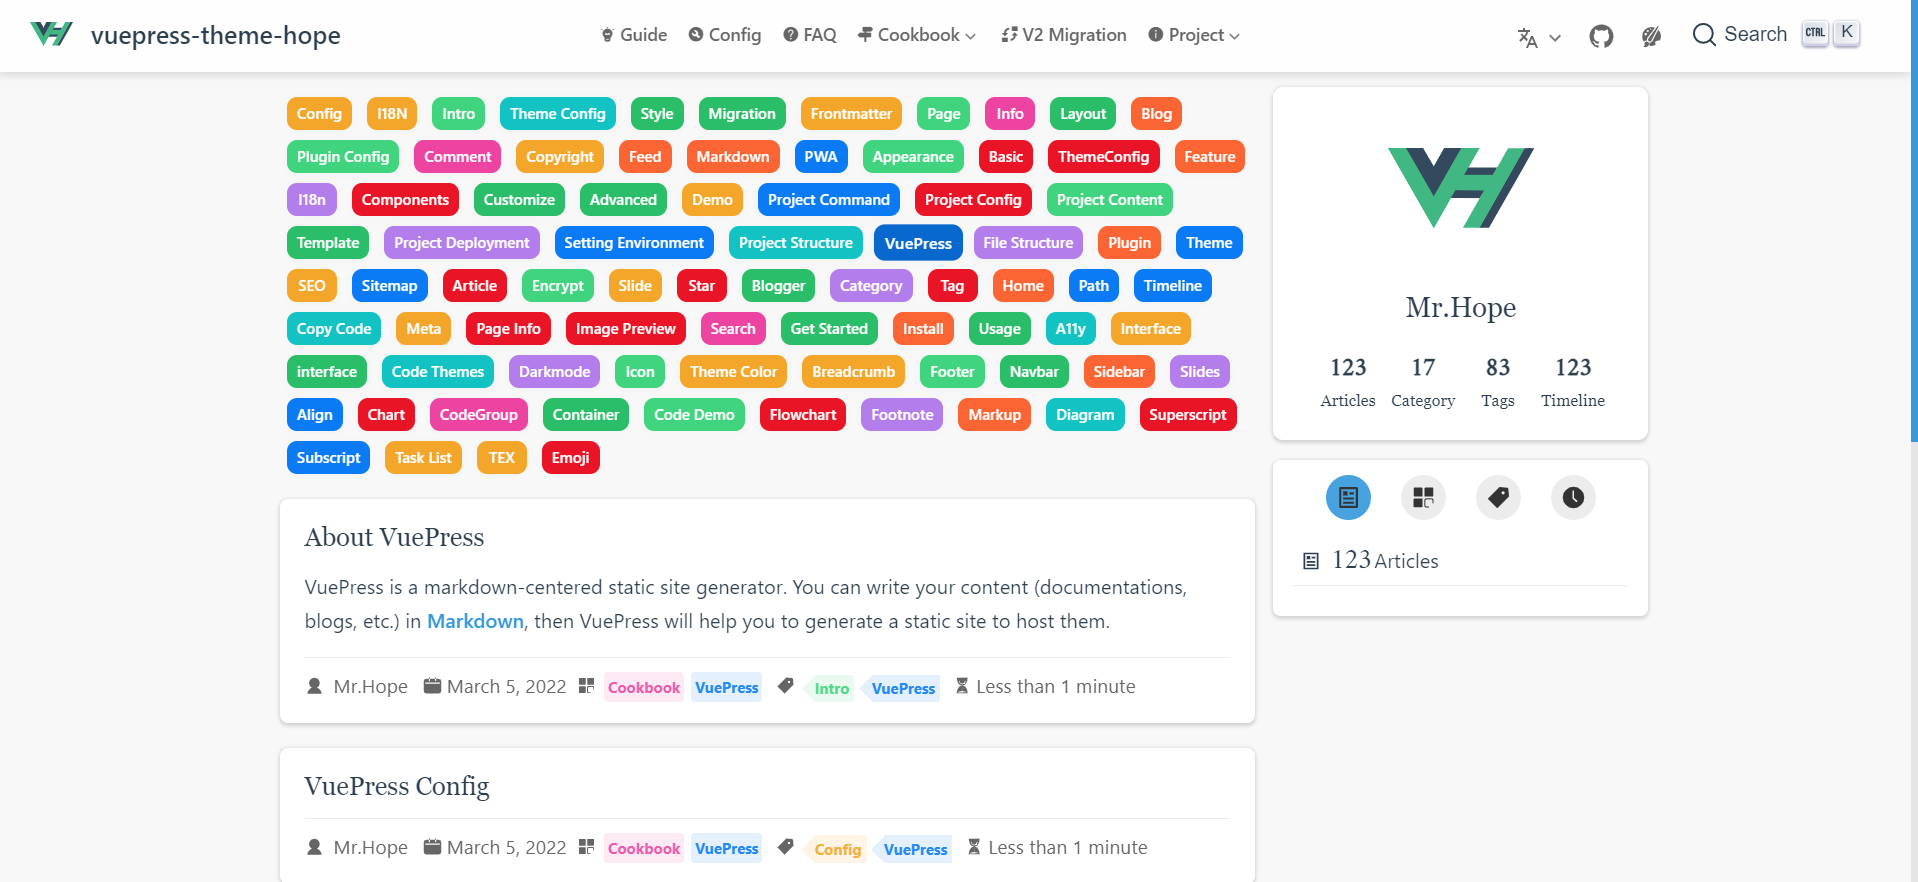 vuepress-theme-hope Guide Config FAQ Cookbook V2 Migration Project Search CTRL K
Config I18N Intro Theme Config Style Migration Frontmatter Page Info Layout Blog
Plugin Config Comment Copyright Feed Markdown PWA Appearance Basic ThemeConfig Feature
I18n Components Customize Advanced Demo Project Command Project Config Project Content
Template Project Deployment Setting Environment Project Structure VuePress File Structure Plugin Theme
SEO Sitemap Article Encrypt Slide Star Blogger Category Tag Home Path Timeline
Copy Code Meta Page Info Image Preview Search Get Started Install Usage A11y Interface
interface Code Themes Darkmode Icon Theme Color Breadcrumb Footer Navbar Sidebar Slides
Align Chart CodeGroup Container Code Demo Flowchart Footnote Markup Diagram Superscript
Subscript Task List TEX Emoji
About VuePress
VuePress is a markdown-centered static site generator. You can write your content (documentations,
blogs, etc.) in Markdown, then VuePress will help you to generate a static site to host them.
Mr.Hope March 5, 2022 Cookbook VuePress Intro VuePress Less than 1 minute
VuePress Config
Mr.Hope March 5, 2022 Cookbook VuePress Config VuePress Less than 1 minute
Mr.Hope
123 17 83 123
Articles Category Tags Timeline
123 Articles